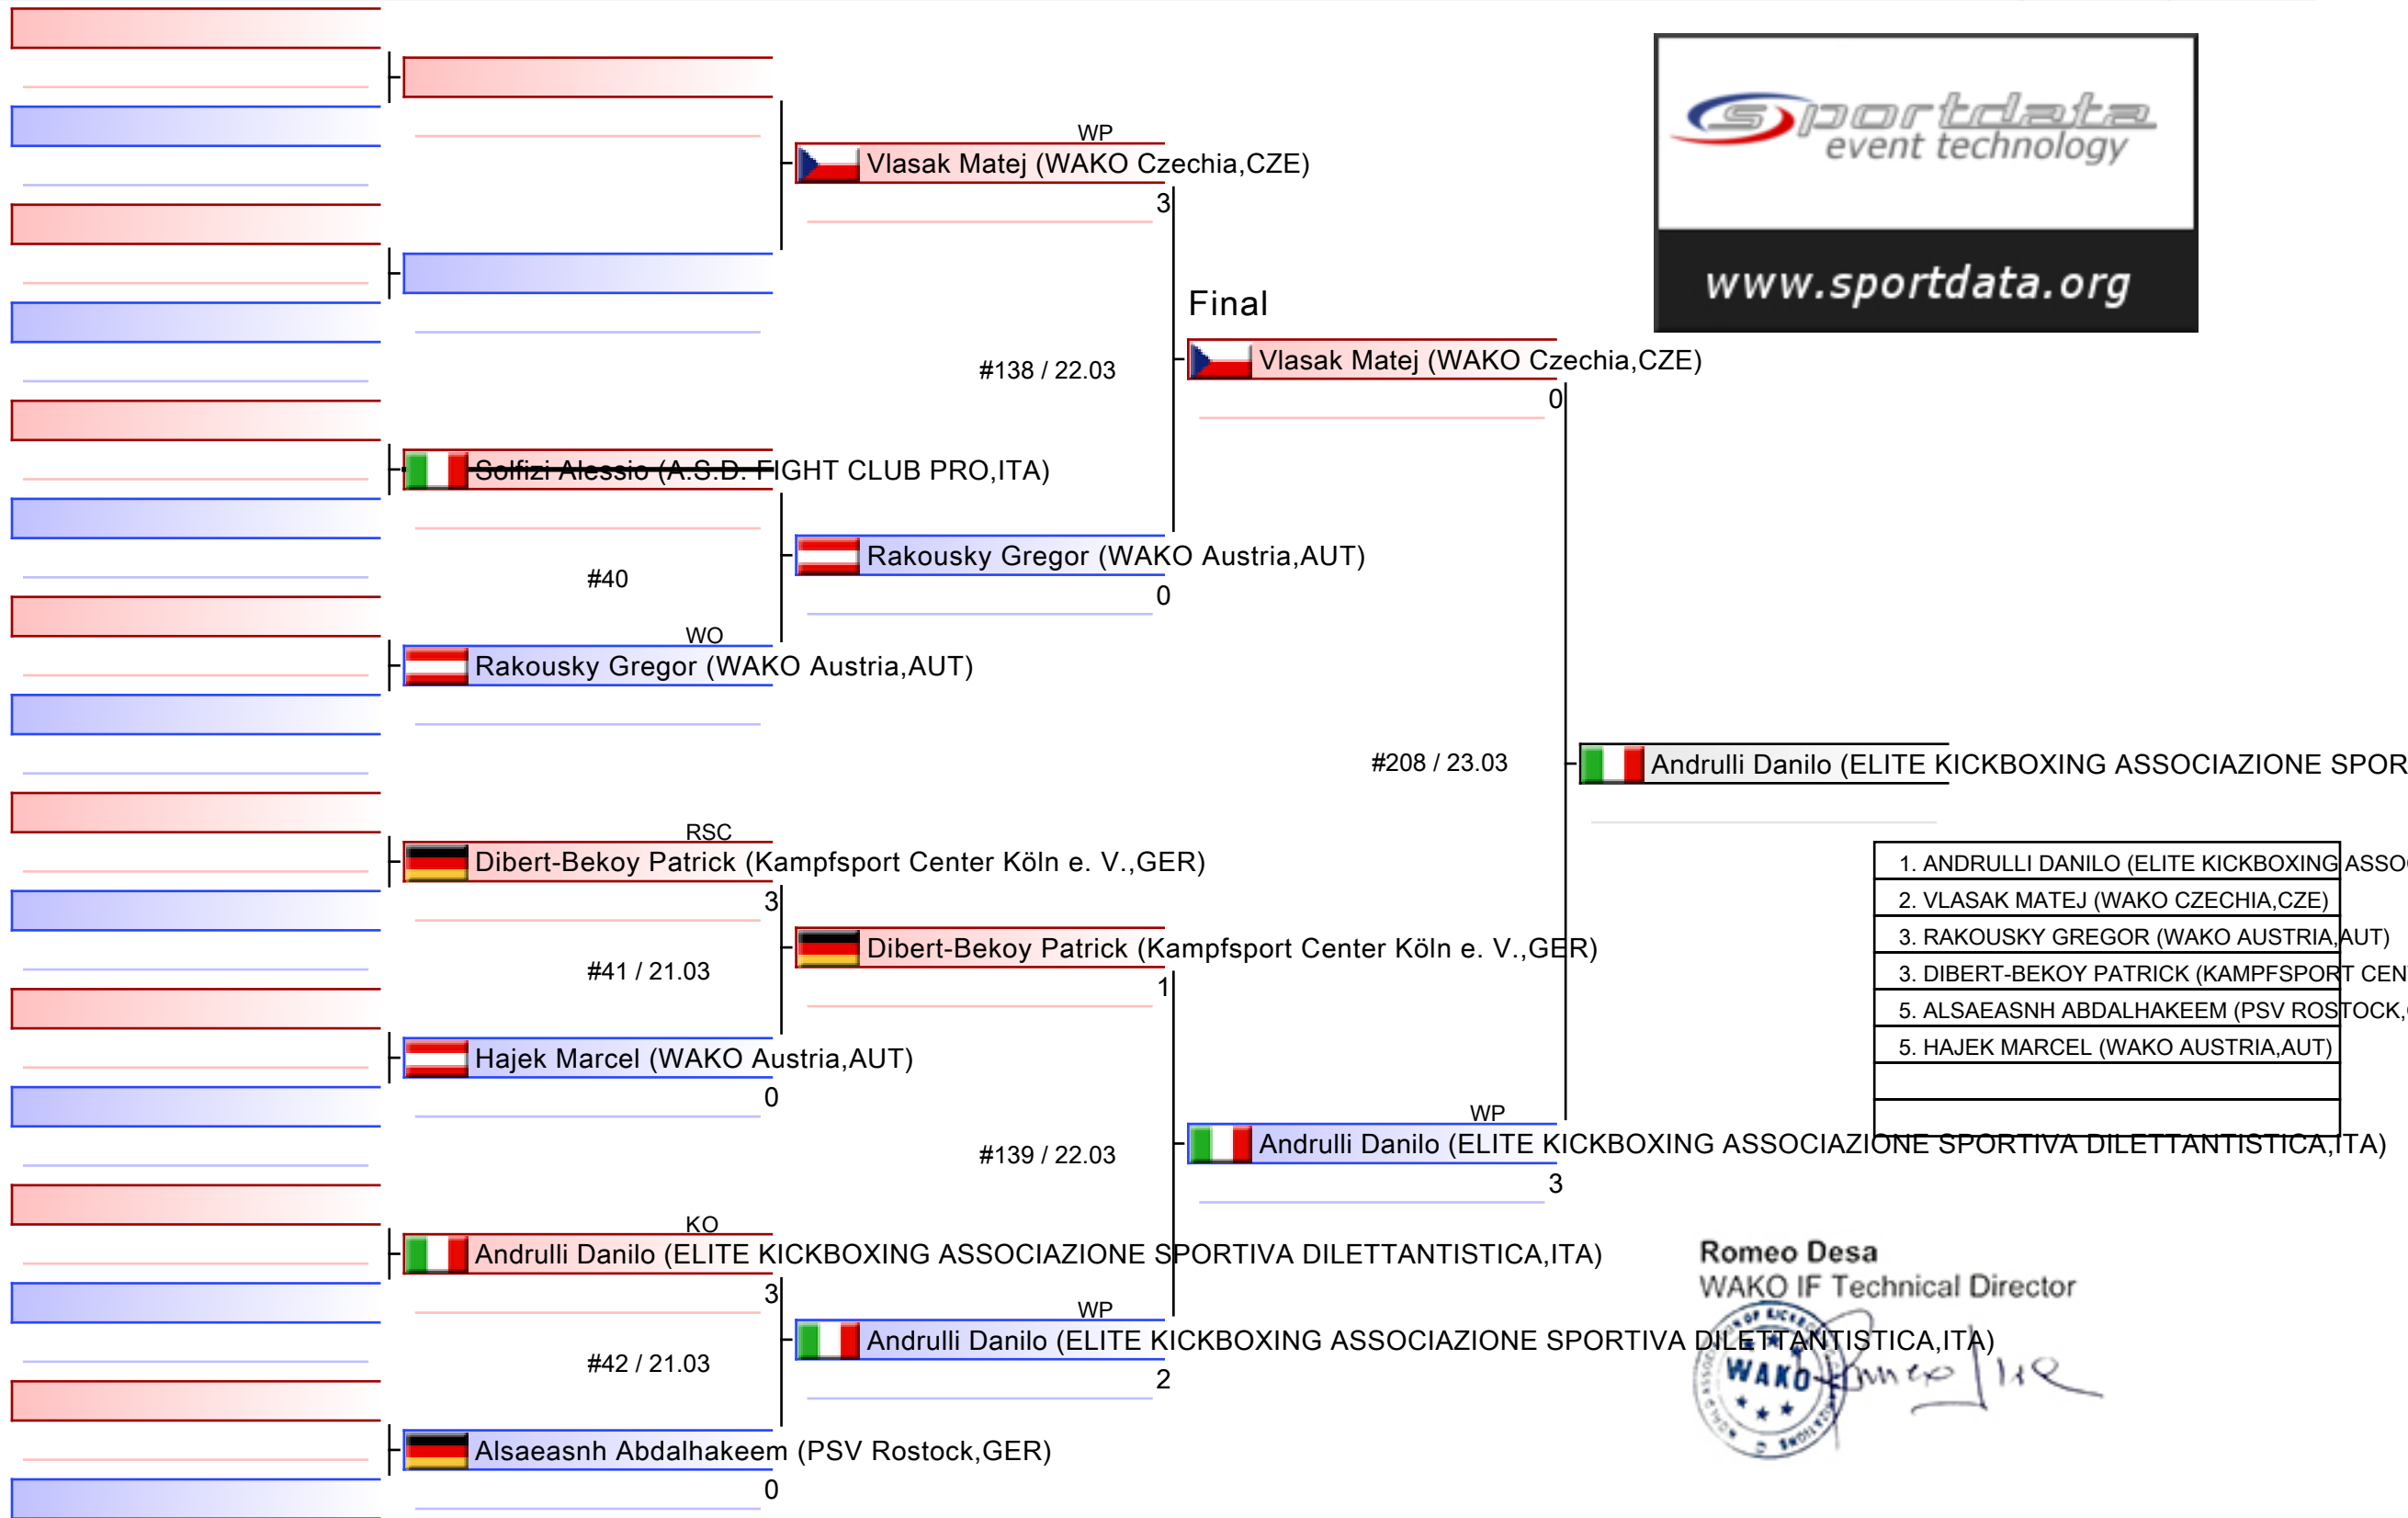 sportdata
event technology
www.sportdata.org
WP
Vlasak Matej (WAKO Czechia,CZE)
3
Final
#138 / 22.03
Vlasak Matej (WAKO Czechia,CZE)
0
Solfizi Alessio (A.S.D. FIGHT CLUB PRO,ITA)
#40
Rakousky Gregor (WAKO Austria,AUT)
0
WO
Rakousky Gregor (WAKO Austria,AUT)
#208 / 23.03
Andrulli Danilo (ELITE KICKBOXING ASSOCIAZIONE SPOR
RSC
Dibert-Bekoy Patrick (Kampfsport Center Köln e. V.,GER)
3
#41 / 21.03
Dibert-Bekoy Patrick (Kampfsport Center Köln e. V.,GER)
1
Hajek Marcel (WAKO Austria,AUT)
0
#139 / 22.03
WP
Andrulli Danilo (ELITE KICKBOXING ASSOCIAZIONE SPORTIVA DILETTANTISTICA,ITA)
3
KO
Andrulli Danilo (ELITE KICKBOXING ASSOCIAZIONE SPORTIVA DILETTANTISTICA,ITA)
3
#42 / 21.03
WP
Andrulli Danilo (ELITE KICKBOXING ASSOCIAZIONE SPORTIVA DILETTANTISTICA,ITA)
2
Alsaeasnh Abdalhakeem (PSV Rostock,GER)
0
1. ANDRULLI DANILO (ELITE KICKBOXING ASSO
2. VLASAK MATEJ (WAKO CZECHIA,CZE)
3. RAKOUSKY GREGOR (WAKO AUSTRIA,AUT)
3. DIBERT-BEKOY PATRICK (KAMPFSPORT CEN
5. ALSAEASNH ABDALHAKEEM (PSV ROSTOCK,
5. HAJEK MARCEL (WAKO AUSTRIA,AUT)
Romeo Desa
WAKO IF Technical Director
WAKO